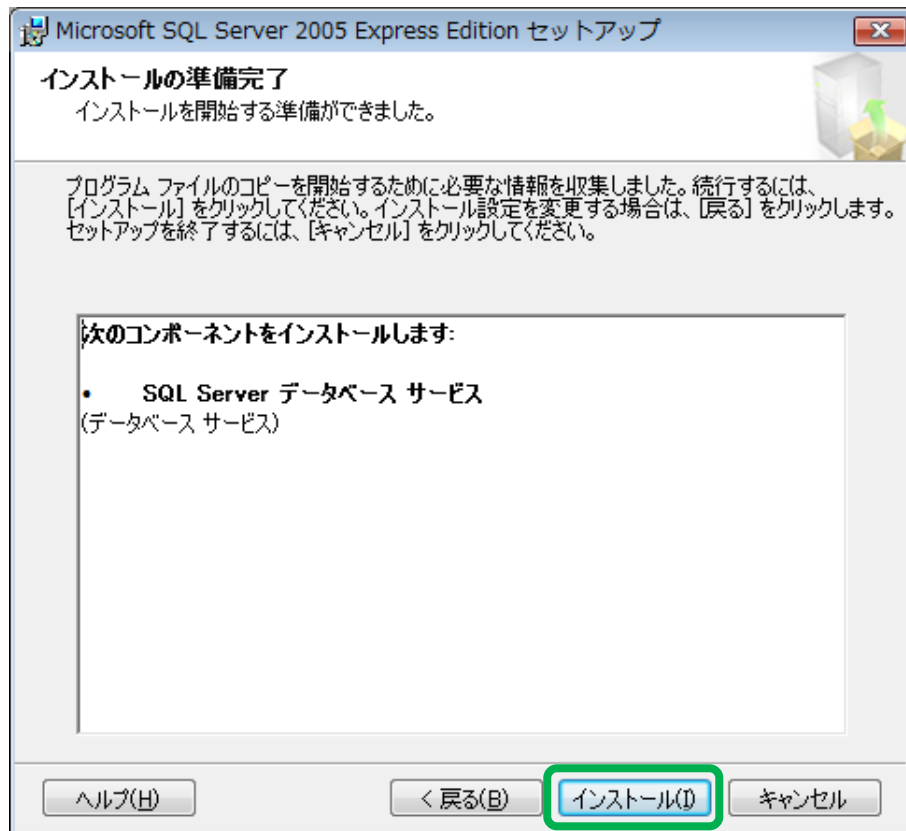 Microsoft SQL Server 2005 Express Edition セットアップ
インストールの準備完了
インストールを開始する準備ができました。
プログラム ファイルのコピーを開始するために必要な情報を収集しました。続行するには、
[インストール] をクリックしてください。インストール設定を変更する場合は、[戻る] をクリックします。
セットアップを終了するには、[キャンセル] をクリックしてください。
次のコンポーネントをインストールします:
• SQL Server データベース サービス
(データベース サービス)
ヘルプ(H) < 戻る(B) インストール(I) キャンセル